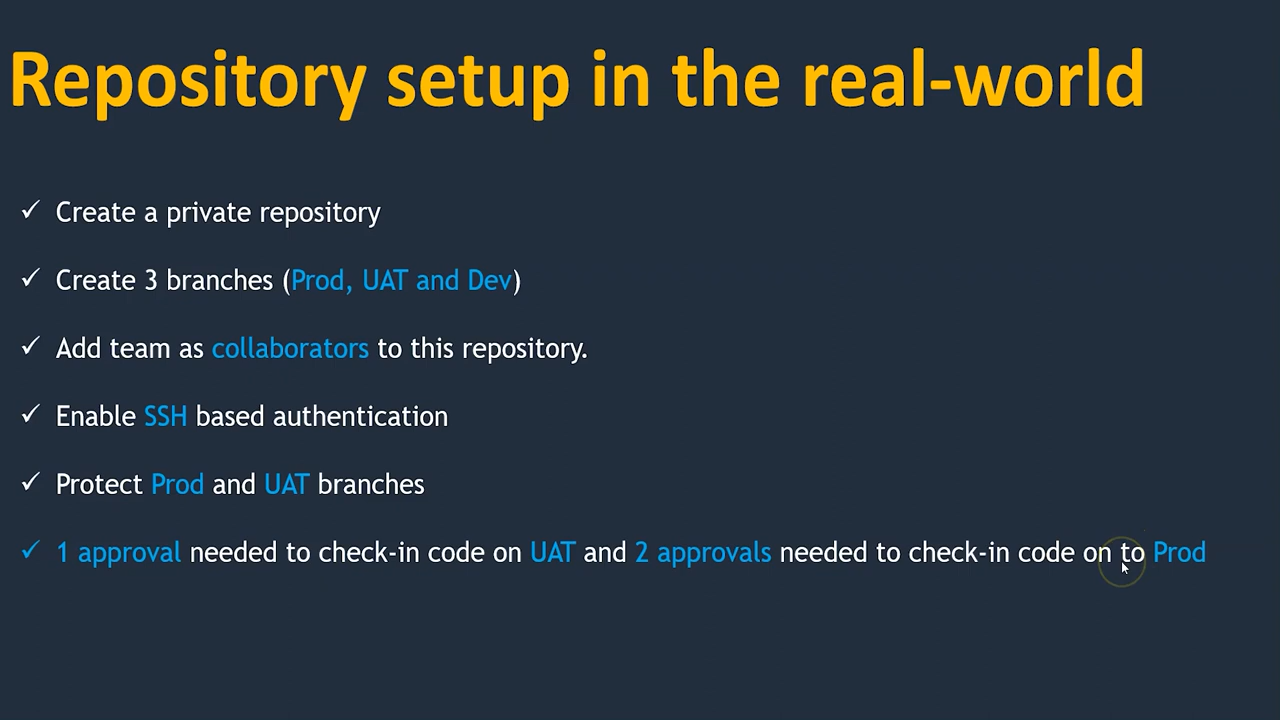 Repository setup in the real-world
✓ Create a private repository
✓ Create 3 branches (Prod, UAT and Dev)
✓ Add team as collaborators to this repository.
✓ Enable SSH based authentication
✓ Protect Prod and UAT branches
✓ 1 approval needed to check-in code on UAT and 2 approvals needed to check-in code on to Prod